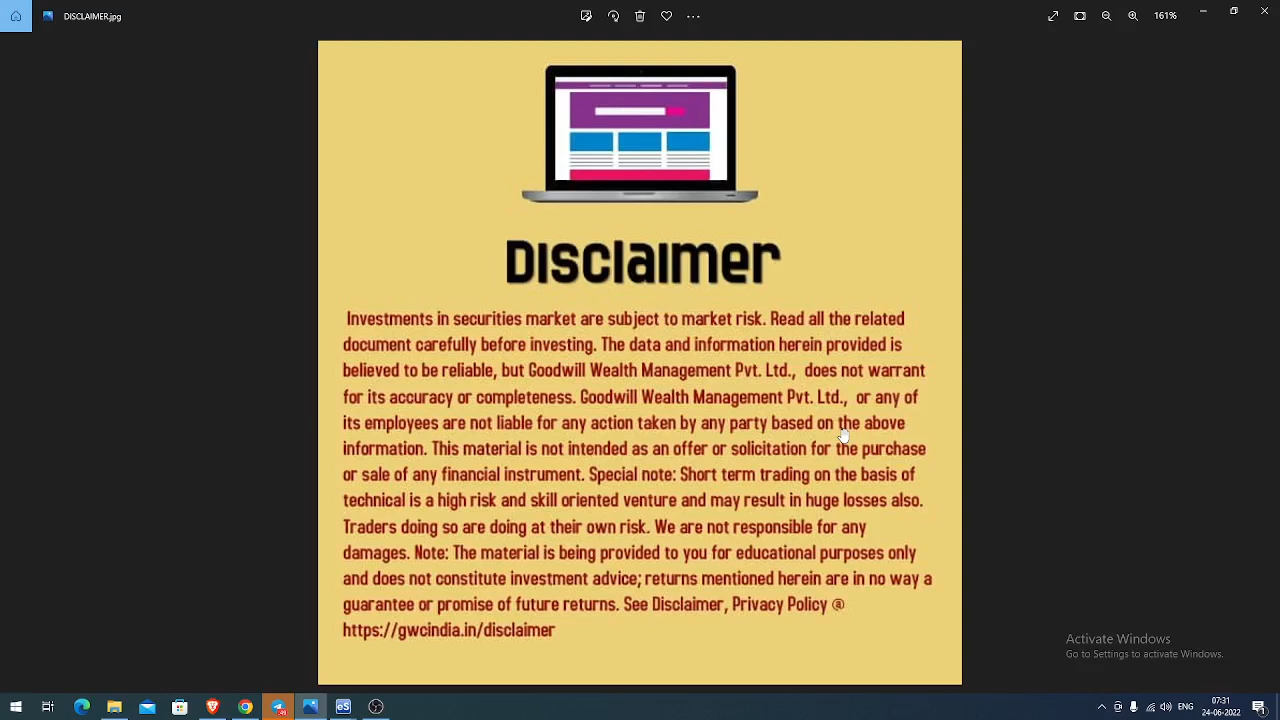 DISCLAIMER.jpg
Disclaimer
Investments in securities market are subject to market risk. Read all the related
document carefully before investing. The data and information herein provided is
believed to be reliable, but Goodwill Wealth Management Pvt. Ltd., does not warrant
for its accuracy or completeness. Goodwill Wealth Management Pvt. Ltd., or any of
its employees are not liable for any action taken by any party based on the above
information. This material is not intended as an offer or solicitation for the purchase
or sale of any financial instrument. Special note: Short term trading on the basis of
technical is a high risk and skill oriented venture and may result in huge losses also.
Traders doing so are doing at their own risk. We are not responsible for any
damages. Note: The material is being provided to you for educational purposes only
and does not constitute investment advice; returns mentioned herein are in no way a
guarantee or promise of future returns. See Disclaimer, Privacy Policy @
https://gwcindia.in/disclaimer
Activate Windows
Go to Settings to activate Windows.
eS
07:31
24-06-2022